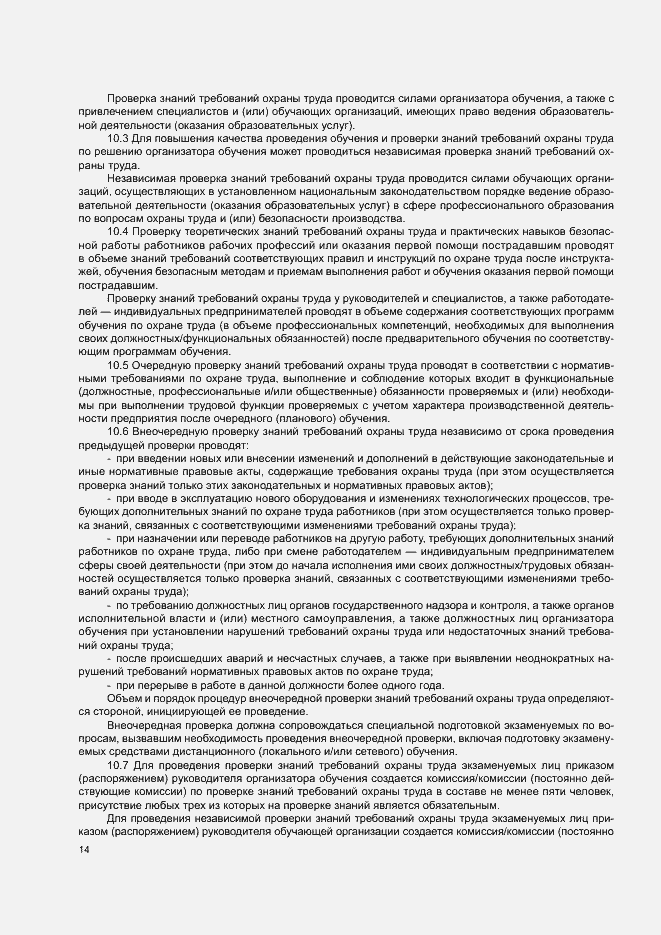 Проверка знаний требований охраны труда проводится силами организатора обучения, а также с
привлечением специалистов и (или) обучающих организаций, имеющих право ведения образователь-
ной деятельности (оказания образовательных услуг).
10.3 Для повышения качества проведения обучения и проверки знаний требований охраны труда
по решению организатора обучения может проводиться независимая проверка знаний требований ох-
раны труда.
Независимая проверка знаний требований охраны труда проводится силами обучающих органи-
заций, осуществляющих в установленном национальным законодательством порядке ведение образо-
вательной деятельности (оказания образовательных услуг) в сфере профессионального образования
по вопросам охраны труда и (или) безопасности производства.
10.4 Проверку теоретических знаний требований охраны труда и практических навыков безопас-
ной работы работников рабочих профессий или оказания первой помощи пострадавшим проводят
в объеме знаний требований соответствующих правил и инструкций по охране труда после инструкта-
жей, обучения безопасным методам и приемам выполнения работ и обучения оказания первой помощи
пострадавшим.
Проверку знаний требований охраны труда у руководителей и специалистов, а также работодате-
лей — индивидуальных предпринимателей проводят в объеме содержания соответствующих программ
обучения по охране труда (в объеме профессиональных компетенций, необходимых для выполнения
своих должностных/функциональных обязанностей) после предварительного обучения по соответству-
ющим программам обучения.
10.5 Очередную проверку знаний требований охраны труда проводят в соответствии с норматив-
ными требованиями по охране труда, выполнение и соблюдение которых входит в функциональные
(должностные, профессиональные и/или общественные) обязанности проверяемых и (или) необходи-
мы при выполнении трудовой функции проверяемых с учетом характера производственной деятель-
ности предприятия после очередного (планового) обучения.
10.6 Внеочередную проверку знаний требований охраны труда независимо от срока проведения
предыдущей проверки проводят:
- при введении новых или внесении изменений и дополнений в действующие законодательные и
иные нормативные правовые акты, содержащие требования охраны труда (при этом осуществляется
проверка знаний только этих законодательных и нормативных правовых актов);
- при вводе в эксплуатацию нового оборудования и изменениях технологических процессов, тре-
бующих дополнительных знаний по охране труда работников (при этом осуществляется только провер-
ка знаний, связанных с соответствующими изменениями требований охраны труда);
- при назначении или переводе работников на другую работу, требующих дополнительных знаний
работников по охране труда, либо при смене работодателем — индивидуальным предпринимателем
сферы своей деятельности (при этом до начала исполнения ими своих должностных/трудовых обязан-
ностей осуществляется только проверка знаний, связанных с соответствующими изменениями требо-
ваний охраны труда);
- по требованию должностных лиц органов государственного надзора и контроля, а также органов
исполнительной власти и (или) местного самоуправления, а также должностных лиц организатора
обучения при установлении нарушений требований охраны труда или недостаточных знаний требова-
ний охраны труда;
- после происшедших аварий и несчастных случаев, а также при выявлении неоднократных на-
рушений требований нормативных правовых актов по охране труда;
- при перерыве в работе в данной должности более одного года.
Объем и порядок процедур внеочередной проверки знаний требований охраны труда определяют-
ся стороной, инициирующей ее проведение.
Внеочередная проверка должна сопровождаться специальной подготовкой экзаменуемых по во-
просам, вызвавшим необходимость проведения внеочередной проверки, включая подготовку экзамену-
емых средствами дистанционного (локального и/или сетевого) обучения.
10.7 Для проведения проверки знаний требований охраны труда экзаменуемых лиц приказом
(распоряжением) руководителя организатора обучения создается комиссия/комиссии (постоянно дей-
ствующие комиссии) по проверке знаний требований охраны труда в составе не менее пяти человек,
присутствие любых трех из которых на проверке знаний является обязательным.
Для проведения независимой проверки знаний требований охраны труда экзаменуемых лиц при-
казом (распоряжением) руководителя обучающей организации создается комиссия/комиссии (постоянно
14